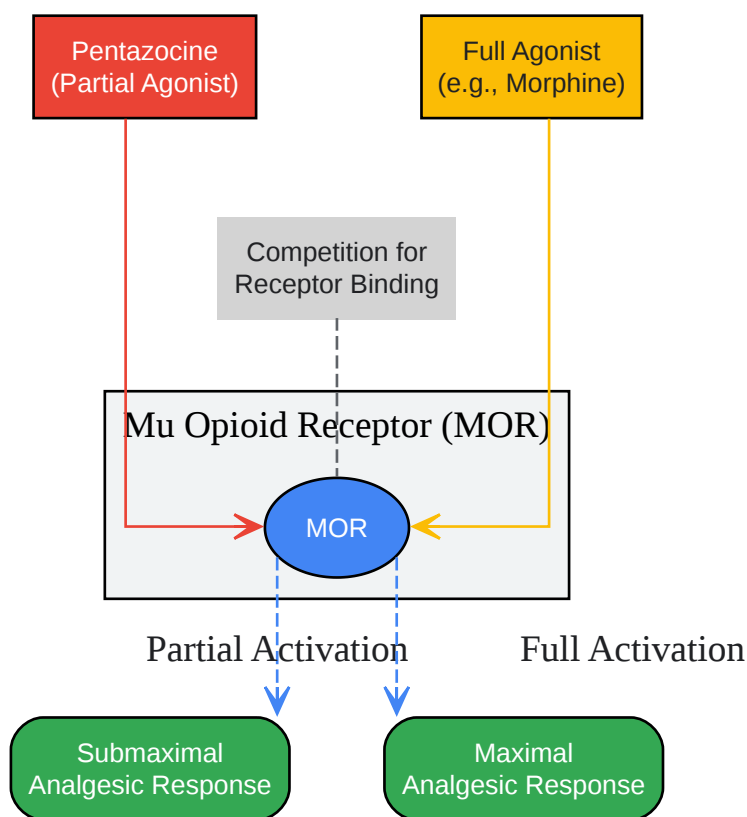 Pentazocine
(Partial Agonist)
Full Agonist
(e.g., Morphine)
Competition for
Receptor Binding
Mu Opioid Receptor (MOR)
MOR
Partial Activation
Full Activation
Submaximal
Analgesic Response
Maximal
Analgesic Response